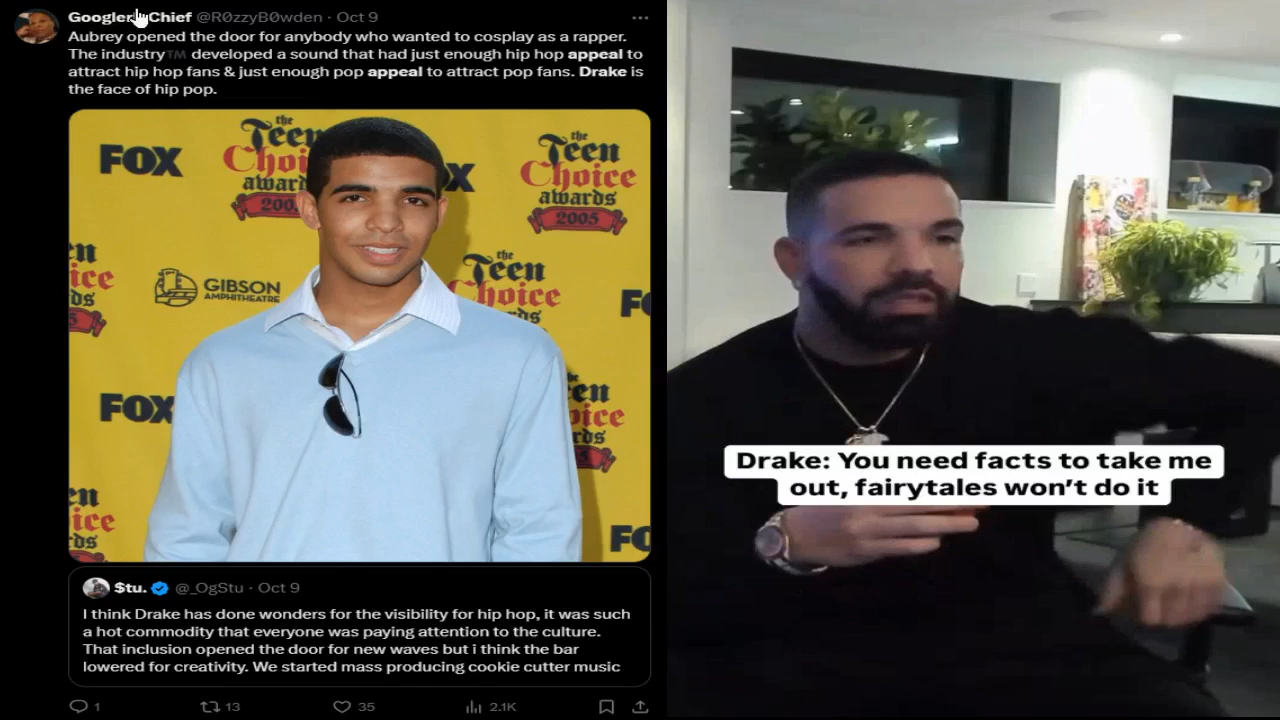 Googler Chief @R0zzyB0wden · Oct 9
Aubrey opened the door for anybody who wanted to cosplay as a rapper.
The industry™ developed a sound that had just enough hip hop appeal to
attract hip hop fans & just enough pop appeal to attract pop fans. Drake is
the face of hip pop.
FOX
the Teen Choice awards
the Teen Choice awards 2005
GIBSON
AMPHITHEATRE
the Teen Choice
FOX
FO
$tu. @_OgStu · Oct 9
I think Drake has done wonders for the visibility for hip hop, it was such
a hot commodity that everyone was paying attention to the culture.
That inclusion opened the door for new waves but i think the bar
lowered for creativity. We started mass producing cookie cutter music
1 13 35 2.1K
Drake: You need facts to take me
out, fairytales won't do it